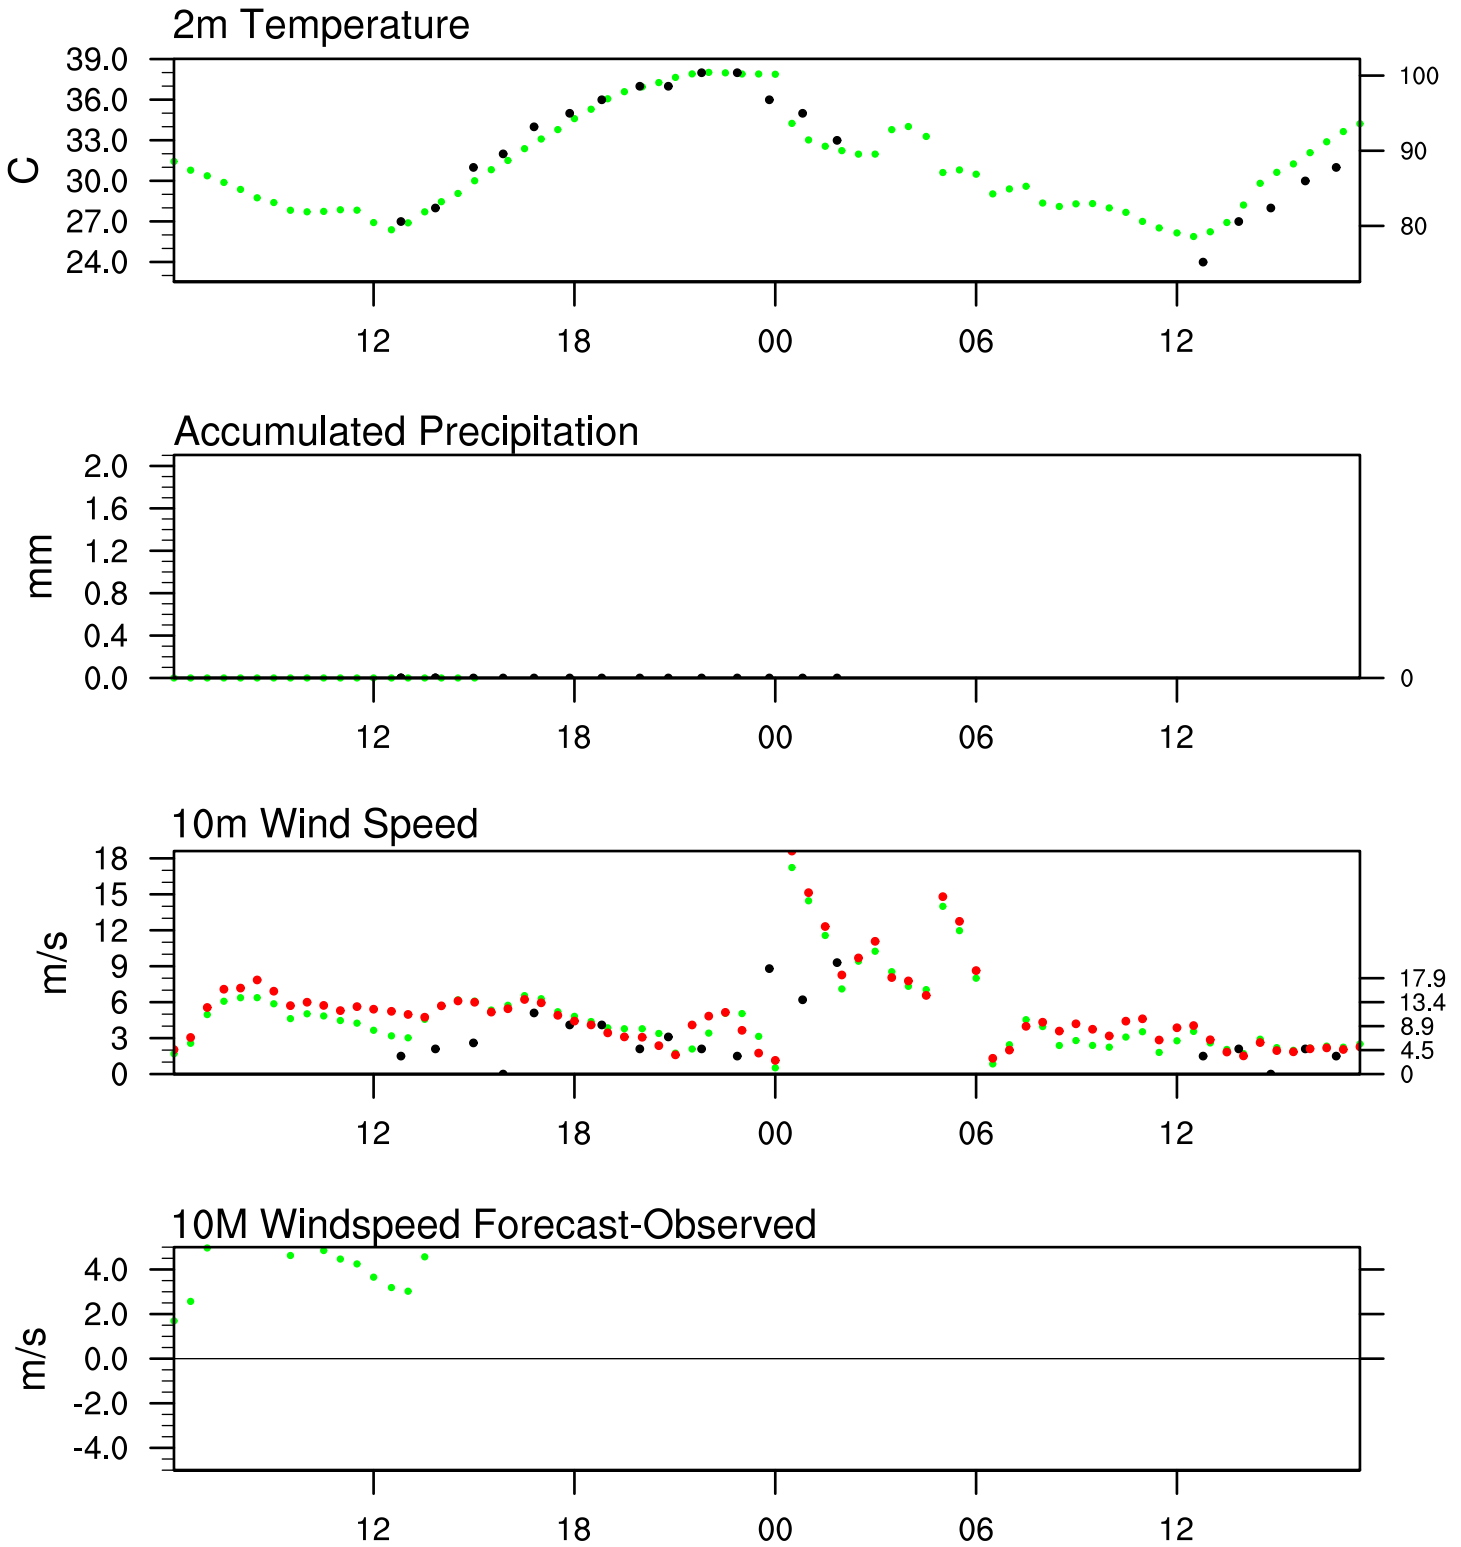 2m Temperature
39.0
36.0
33.0
30.0
27.0
24.0
C
100
90
80
12 18 00 06 12
Accumulated Precipitation
2.0
1.6
1.2
0.8
0.4
0.0
mm
0
12 18 00 06 12
10m Wind Speed
18
15
12
9
6
3
0
m/s
17.9
13.4
8.9
4.5
0
12 18 00 06 12
10M Windspeed Forecast-Observed
4.0
2.0
0.0
-2.0
-4.0
m/s
12 18 00 06 12